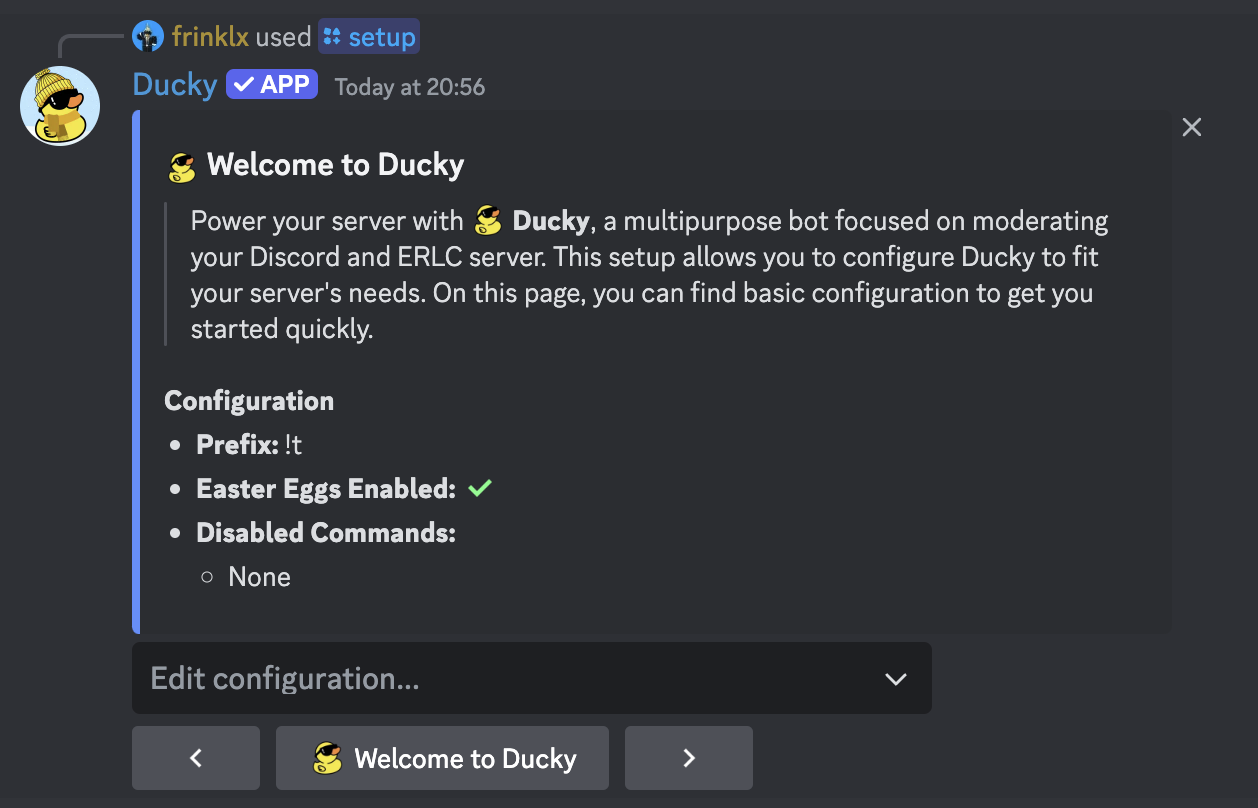 frinklx used setup
Ducky APP Today at 20:56
Welcome to Ducky
Power your server with Ducky, a multipurpose bot focused on moderating
your Discord and ERLC server. This setup allows you to configure Ducky to fit
your server's needs. On this page, you can find basic configuration to get you
started quickly.
Configuration
• Prefix: !t
• Easter Eggs Enabled: ✓
• Disabled Commands:
○ None
Edit configuration...
Welcome to Ducky